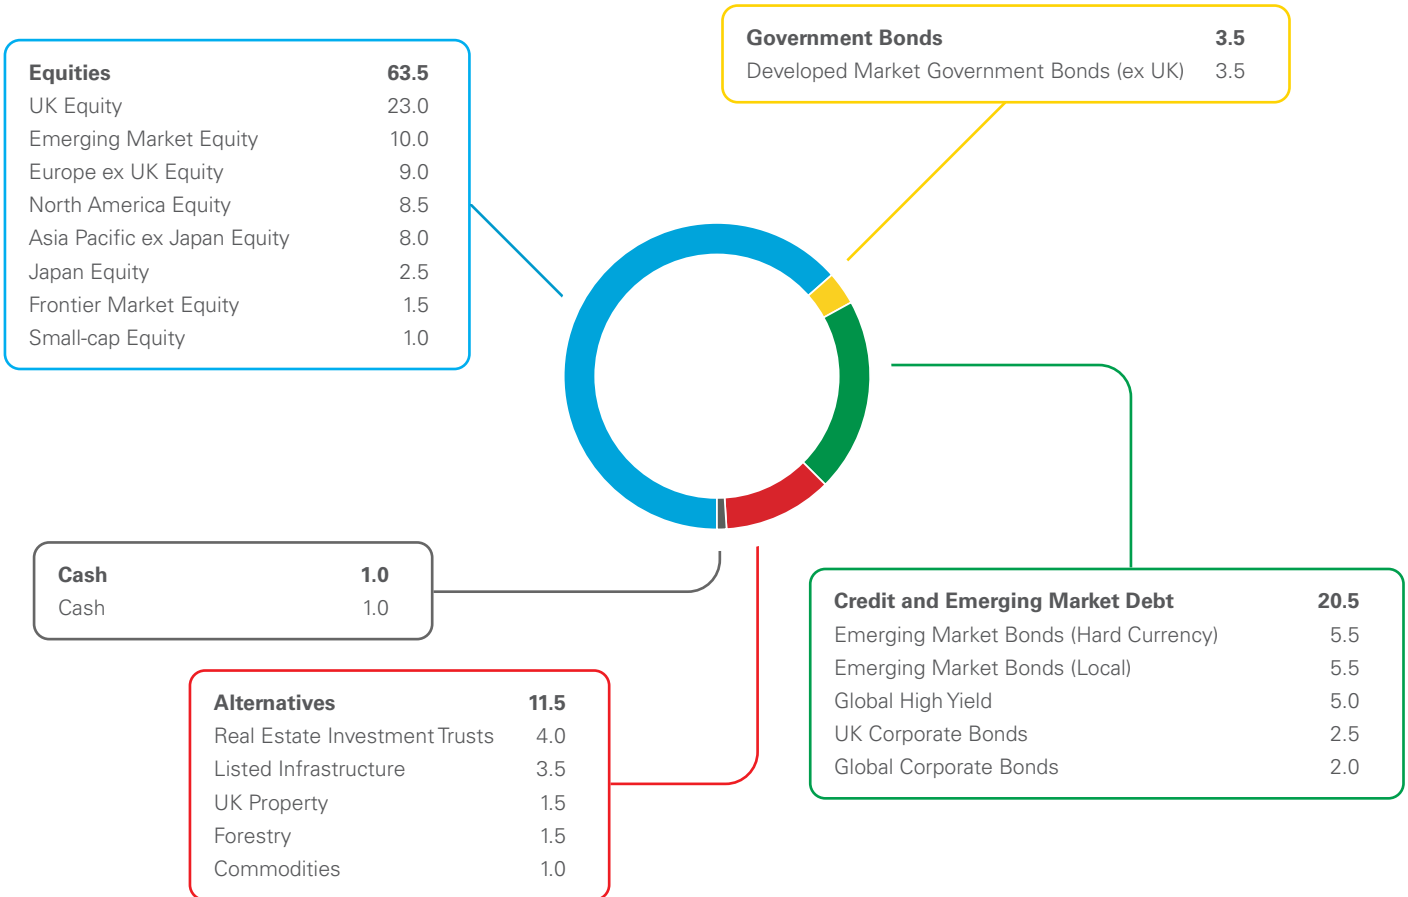 Government Bonds 3.5
Developed Market Government Bonds (ex UK) 3.5
Equities 63.5
UK Equity 23.0
Emerging Market Equity 10.0
Europe ex UK Equity 9.0
North America Equity 8.5
Asia Pacific ex Japan Equity 8.0
Japan Equity 2.5
Frontier Market Equity 1.5
Small-cap Equity 1.0
Cash 1.0
Cash 1.0
Credit and Emerging Market Debt 20.5
Emerging Market Bonds (Hard Currency) 5.5
Emerging Market Bonds (Local) 5.5
Global High Yield 5.0
UK Corporate Bonds 2.5
Global Corporate Bonds 2.0
Alternatives 11.5
Real Estate Investment Trusts 4.0
Listed Infrastructure 3.5
UK Property 1.5
Forestry 1.5
Commodities 1.0